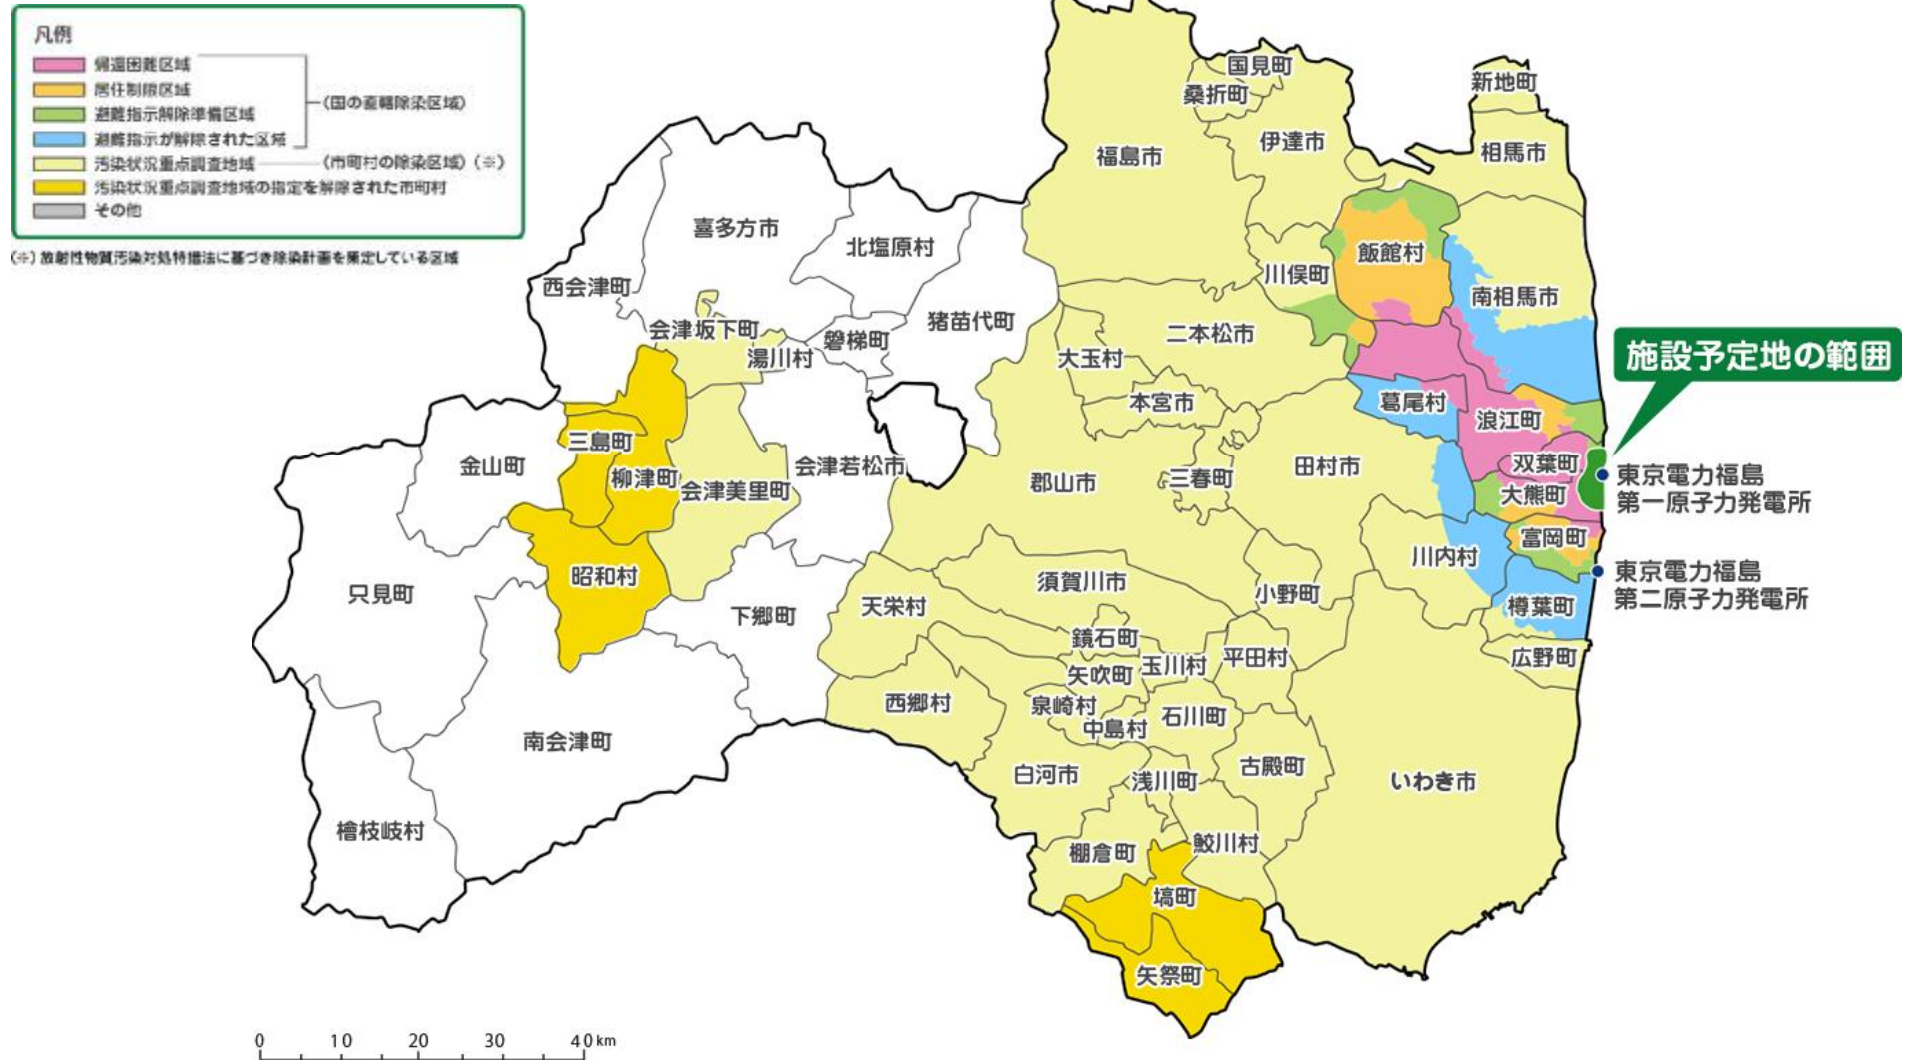 凡例
帰還困難区域
居住制限区域
避難指示解除準備区域
避難指示が解除された区域
(国の直轄除染区域)
汚染状況重点調査地域
(市町村の除染区域)(※)
汚染状況重点調査地域の指定を解除された市町村
その他
(※)放射性物質汚染対処特措法に基づき除染計画を策定している区域
国見町
桑折町
新地町
伊達市
相馬市
福島市
喜多方市
北塩原村
飯館村
川俣町
西会津町
南相馬市
会津坂下町
猪苗代町
二本松市
磐梯町
湯川村
大玉村
施設予定地の範囲
本宮市
葛尾村
浪江町
三島町
金山町
会津若松市
双葉町
田村市
柳津町
三春町
郡山市
会津美里町
大熊町
東京電力福島
第一原子力発電所
富岡町
川内村
昭和村
須賀川市
只見町
小野町
東京電力福島
第二原子力発電所
天栄村
樽葉町
下郷町
鏡石町
平田村
広野町
玉川村
矢吹町
西郷村
泉崎村
石川町
中島村
南会津町
古殿町
白河市
浅川町
いわき市
檜枝岐村
鮫川村
棚倉町
塙町
矢祭町
0 10 20 30 40 km